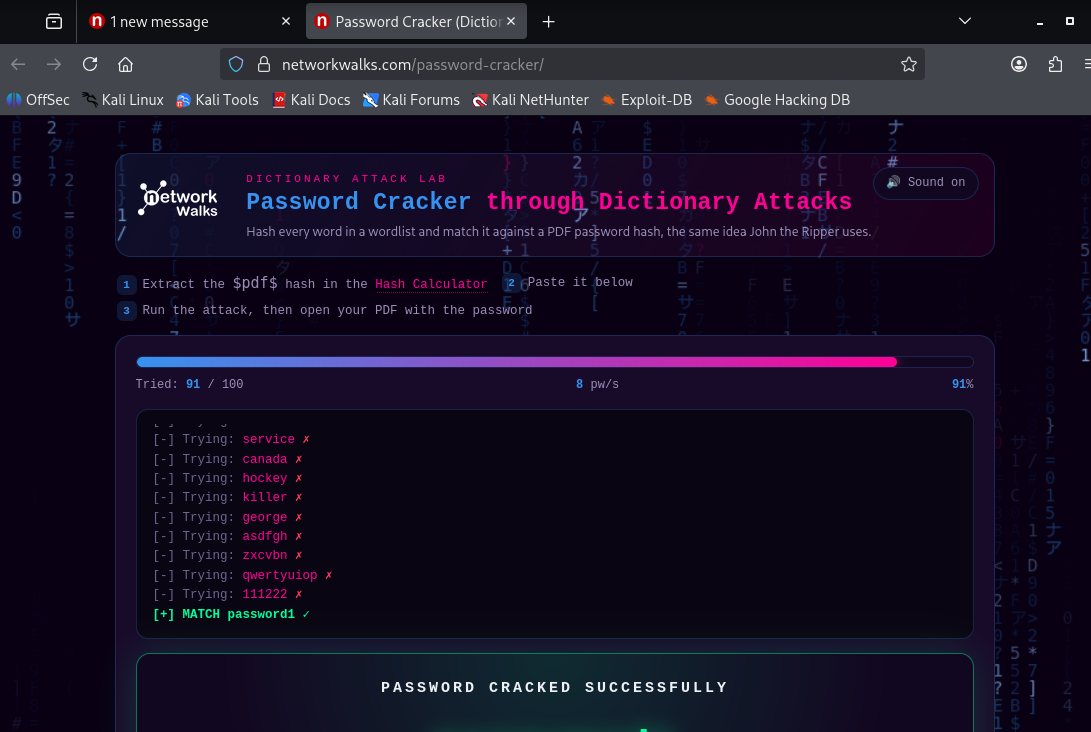 1 new message
Password Cracker (Diction
networkwalks.com/password-cracker/
OffSec Kali Linux Kali Tools Kali Docs Kali Forums Kali NetHunter Exploit-DB Google Hacking DB
network
Walks
DICTIONARY ATTACK LAB
Password Cracker through Dictionary Attacks
Hash every word in a wordlist and match it against a PDF password hash, the same idea John the Ripper uses.
Sound on
1 Extract the $pdf$ hash in the Hash Calculator 2 Paste it below
3 Run the attack, then open your PDF with the password
Tried: 91 / 100 8 pw/s 91%
[-] Trying: service ✗
[-] Trying: canada ✗
[-] Trying: hockey ✗
[-] Trying: killer ✗
[-] Trying: george ✗
[-] Trying: asdfgh ✗
[-] Trying: zxcvbn ✗
[-] Trying: qwertyuiop ✗
[-] Trying: 111222 ✗
[+] MATCH password1 ✓
PASSWORD CRACKED SUCCESSFULLY